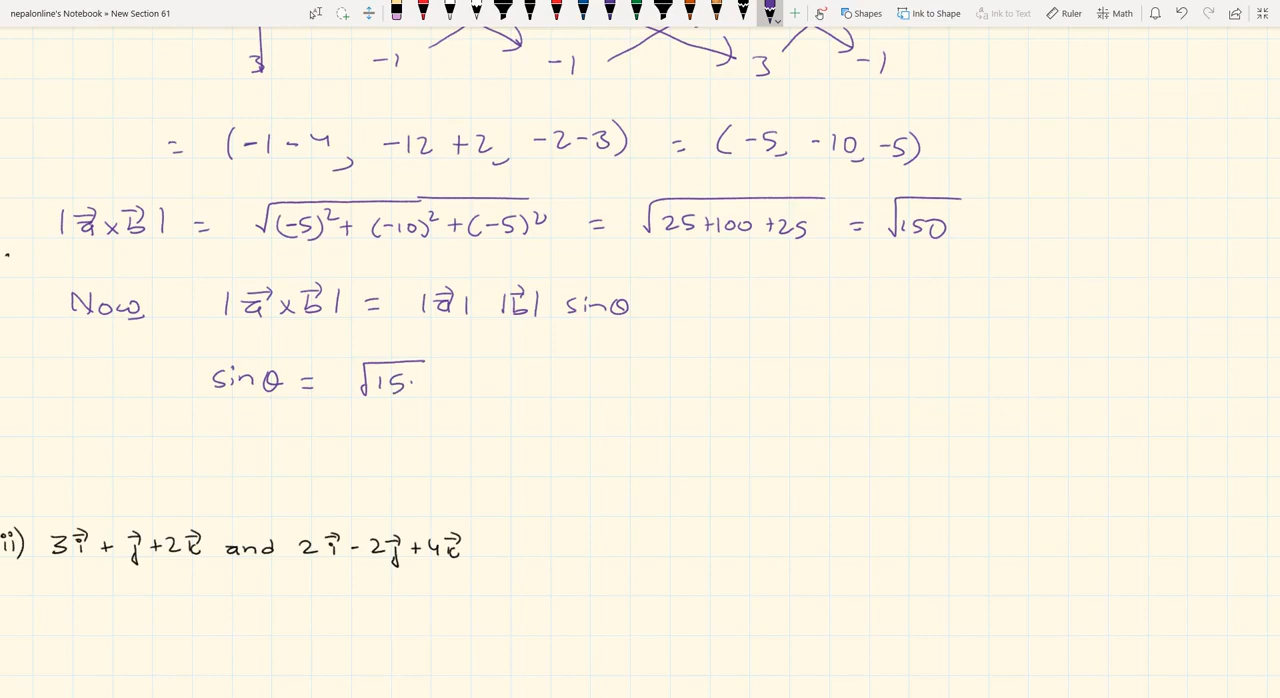 nepalonline's Notebook » New Section 61
Shapes Ink to Shape Ink to Text Ruler Math
3 -1 -1 3 -1
= (-1-4, -12+2, -2-3) = (-5, -10, -5)
|a⃗×b⃗| = √(-5)²+(-10)²+(-5)² = √25+100+25 = √150
Now |a⃗×b⃗| = |a⃗| |b⃗| sinθ
sinθ = √15
ii) 3i⃗ + j⃗ + 2k⃗ and 2i⃗ - 2j⃗ + 4k⃗